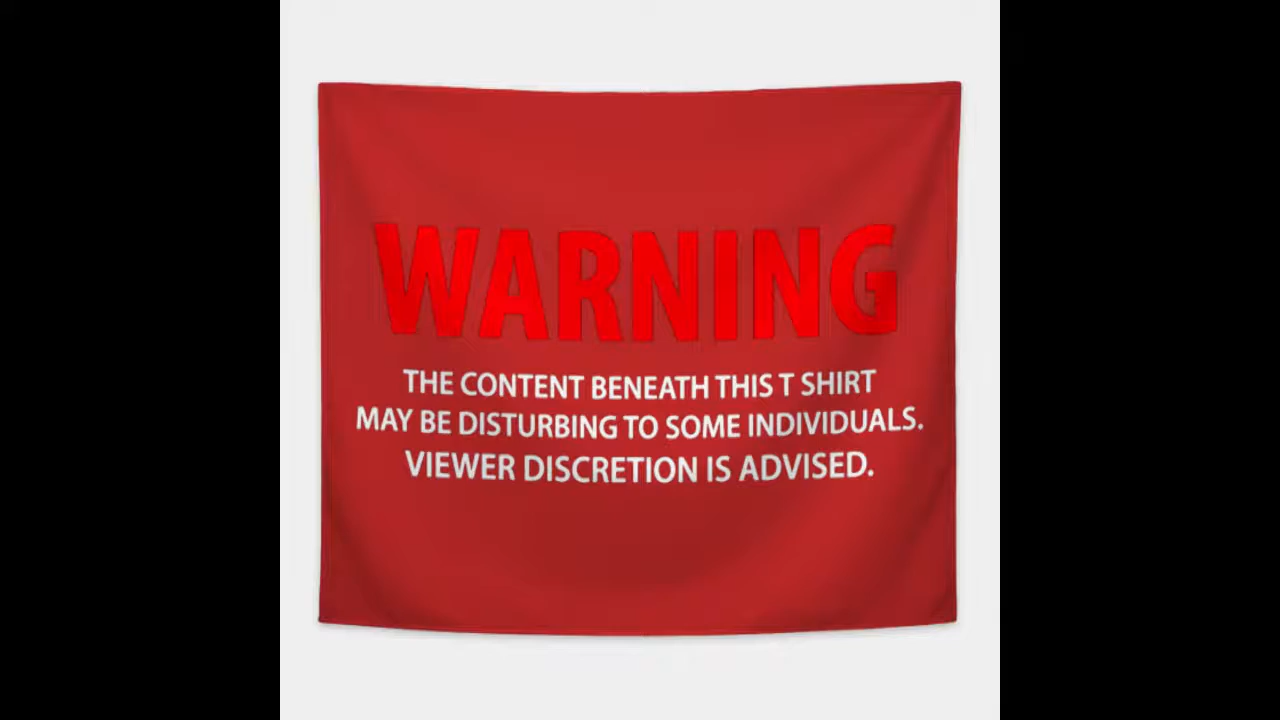 WARNING
THE CONTENT BENEATH THIS T SHIRT
MAY BE DISTURBING TO SOME INDIVIDUALS.
VIEWER DISCRETION IS ADVISED.